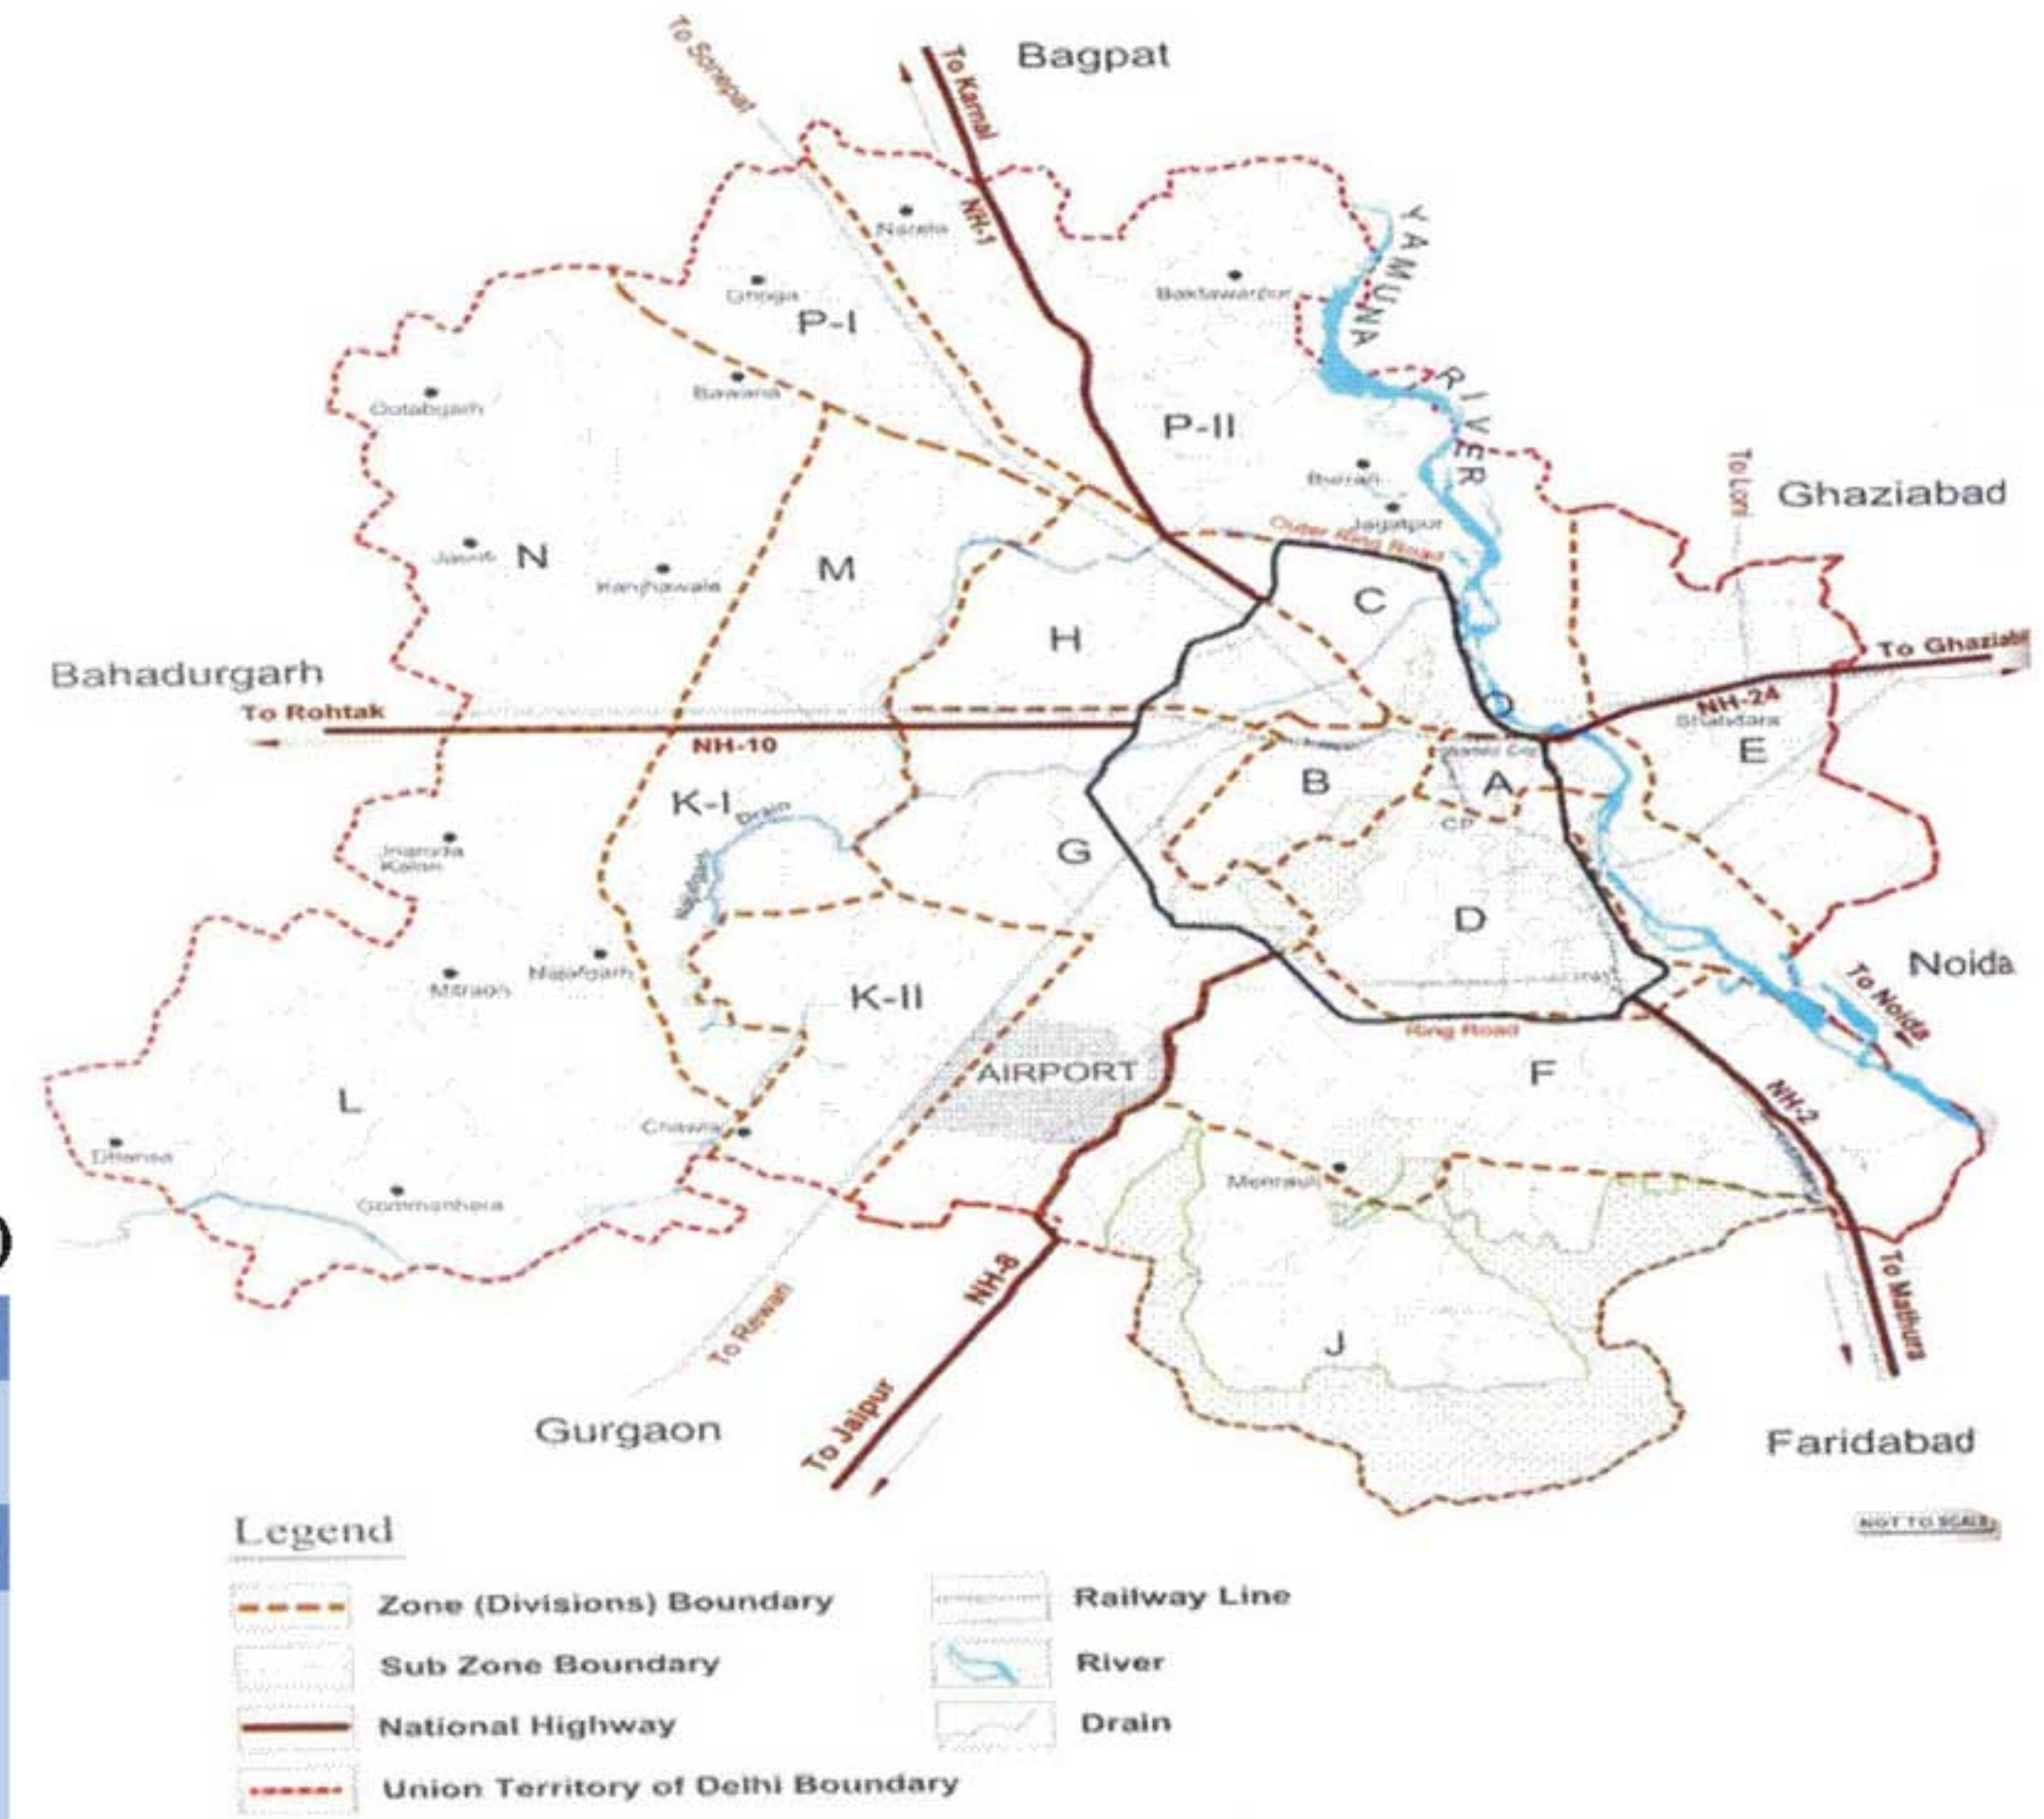 To Sonepat
To Karnal
Bagpat
NH-1
Narela
YAMUNA
RIVER
Ghoga
P-I
Baktawarpur
Bawana
Qutabgarh
P-II
To Loni
Ghaziabad
Burari
Jagatpur
Outer Ring Road
N
Kanjhawala
M
C
H
Bahadurgarh
To Rohtak
NH-10
To Ghaziabad
NH-24
Shahdara
E
O
B
A
K-I
Drain
Najafgarh
CP
G
Jharoda
Kalan
D
Mitraon
Najafgarh
K-II
Noida
To Noida
Ring Road
AIRPORT
F
L
NH-2
Chawla
Dhansa
Mehrauli
NH-8
To Rewari
To Mathura
J
Gurgaon
To Jaipur
Faridabad
NOT TO SCALE
Legend
Zone (Divisions) Boundary
Sub Zone Boundary
National Highway
Union Territory of Delhi Boundary
Railway Line
River
Drain